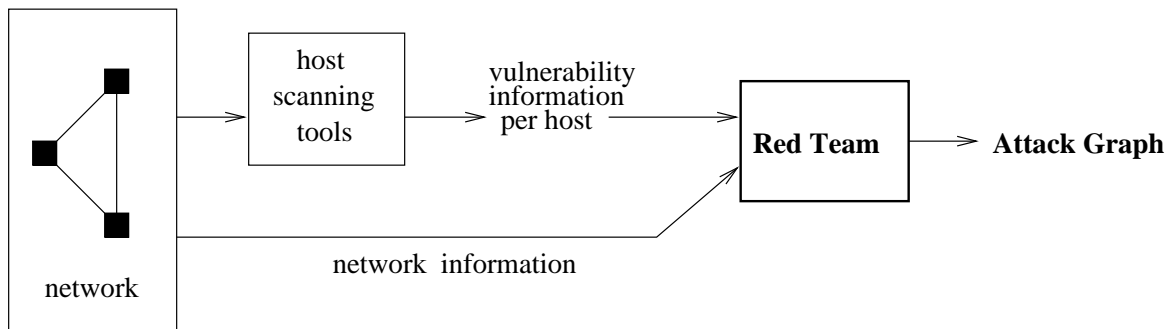 network
host
scanning
tools
vulnerability
information
per host
network information
Red Team
Attack Graph